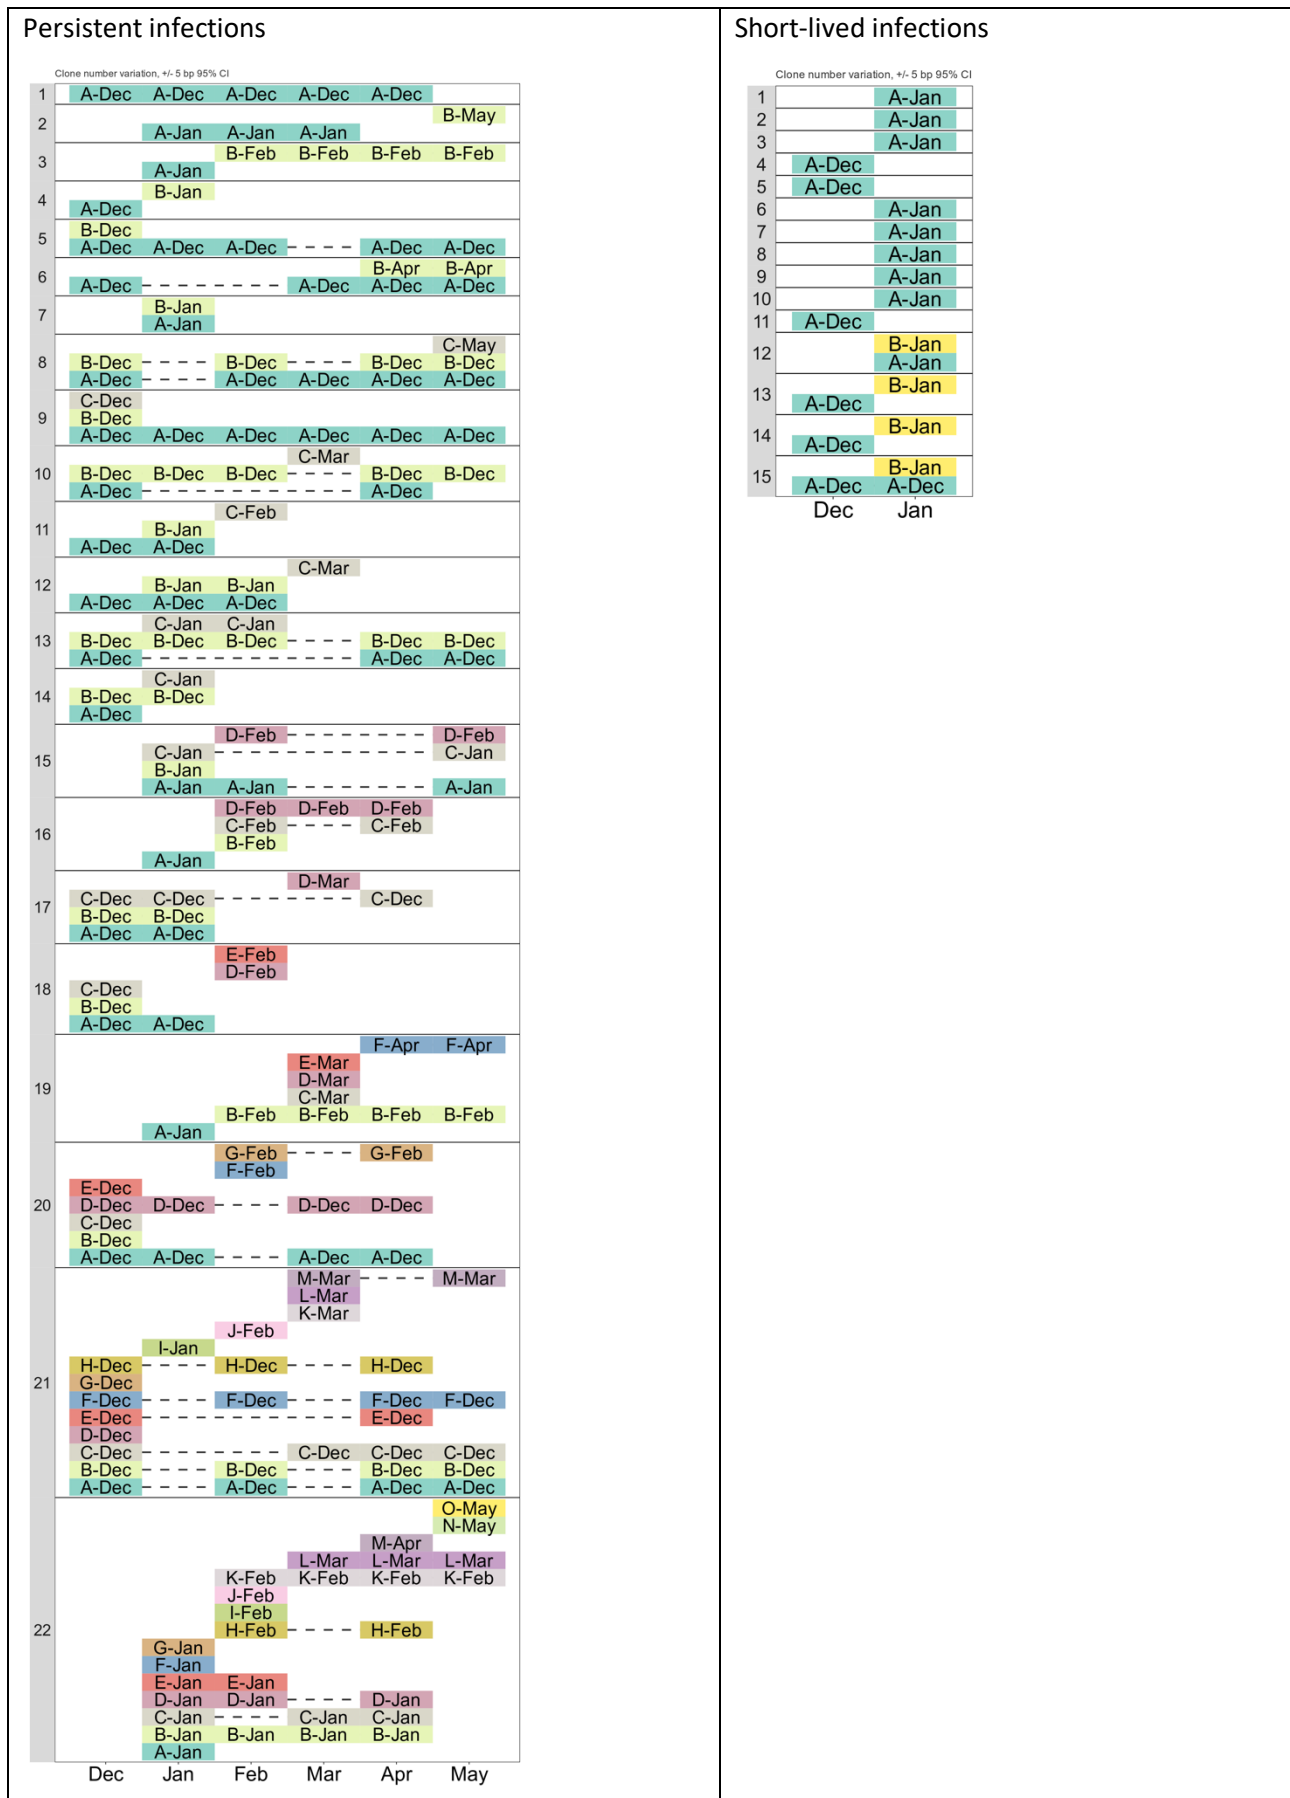 Persistent infections
Clone number variation, +/- 5 bp 95% CI
1 A-Dec A-Dec A-Dec A-Dec A-Dec
B-May
2
A-Jan A-Jan A-Jan
B-Feb B-Feb B-Feb B-Feb
3
A-Jan
B-Jan
4
A-Dec
B-Dec
5
A-Dec A-Dec A-Dec A-Dec A-Dec
B-Apr B-Apr
6
A-Dec A-Dec A-Dec A-Dec
B-Jan
7
A-Jan
C-May
8 B-Dec B-Dec B-Dec B-Dec
A-Dec A-Dec A-Dec A-Dec A-Dec
C-Dec
9 B-Dec
A-Dec A-Dec A-Dec A-Dec A-Dec A-Dec
C-Mar
10 B-Dec B-Dec B-Dec B-Dec B-Dec
A-Dec A-Dec
C-Feb
11 B-Jan
A-Dec A-Dec
C-Mar
12 B-Jan B-Jan
A-Dec A-Dec A-Dec
C-Jan C-Jan
13 B-Dec B-Dec B-Dec B-Dec B-Dec
A-Dec A-Dec A-Dec
C-Jan
14 B-Dec B-Dec
A-Dec
D-Feb D-Feb
C-Jan C-Jan
15
B-Jan
A-Jan A-Jan A-Jan
D-Feb D-Feb D-Feb
C-Feb C-Feb
16
B-Feb
A-Jan
D-Mar
C-Dec C-Dec C-Dec
17
B-Dec B-Dec
A-Dec A-Dec
E-Feb
D-Feb
18 C-Dec
B-Dec
A-Dec A-Dec
F-Apr F-Apr
E-Mar
D-Mar
19
C-Mar
B-Feb B-Feb B-Feb B-Feb
A-Jan
G-Feb G-Feb
F-Feb
E-Dec
20 D-Dec D-Dec D-Dec D-Dec
C-Dec
B-Dec
A-Dec A-Dec A-Dec A-Dec
M-Mar M-Mar
L-Mar
K-Mar
J-Feb
I-Jan
H-Dec H-Dec H-Dec
21 G-Dec
F-Dec F-Dec F-Dec F-Dec
E-Dec E-Dec
D-Dec
C-Dec C-Dec C-Dec C-Dec
B-Dec B-Dec B-Dec B-Dec
A-Dec A-Dec A-Dec A-Dec
O-May
N-May
M-Apr
L-Mar L-Mar L-Mar
K-Feb K-Feb K-Feb K-Feb
J-Feb
I-Feb
22 H-Feb H-Feb
G-Jan
F-Jan
E-Jan E-Jan
D-Jan D-Jan D-Jan
C-Jan C-Jan C-Jan
B-Jan B-Jan B-Jan B-Jan
A-Jan
Dec Jan Feb Mar Apr May
Short-lived infections
Clone number variation, +/- 5 bp 95% CI
1 A-Jan
2 A-Jan
3 A-Jan
4 A-Dec
5 A-Dec
6 A-Jan
7 A-Jan
8 A-Jan
9 A-Jan
10 A-Jan
11 A-Dec
B-Jan
12
A-Jan
B-Jan
13
A-Dec
B-Jan
14
A-Dec
B-Jan
15
A-Dec A-Dec
Dec Jan